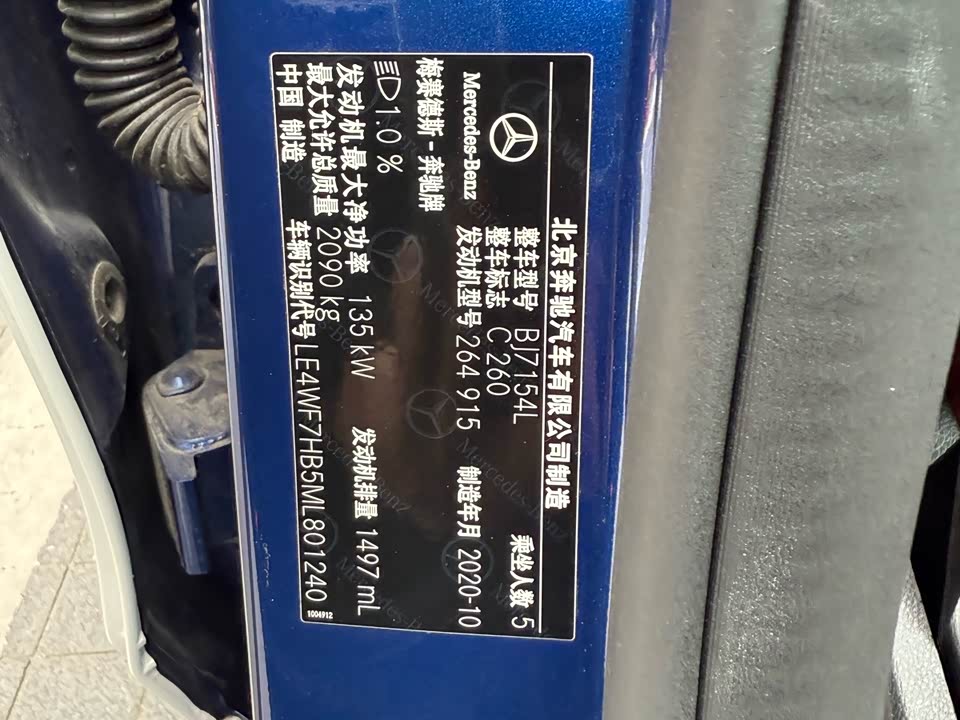 北京奔驰汽车有限公司制造
Mercedes-Benz
梅赛德斯-奔驰牌
整车型号 BJ7154L 乘坐人数 5
整车标志 C 260
发动机型号 264 915 制造年月 2020-10
1.0 %
发动机最大净功率 135 kW 发动机排量 1497 mL
最大允许总质量 2090 kg
中国 制造 车辆识别代号 LE4WF7HB5ML801240
1004912